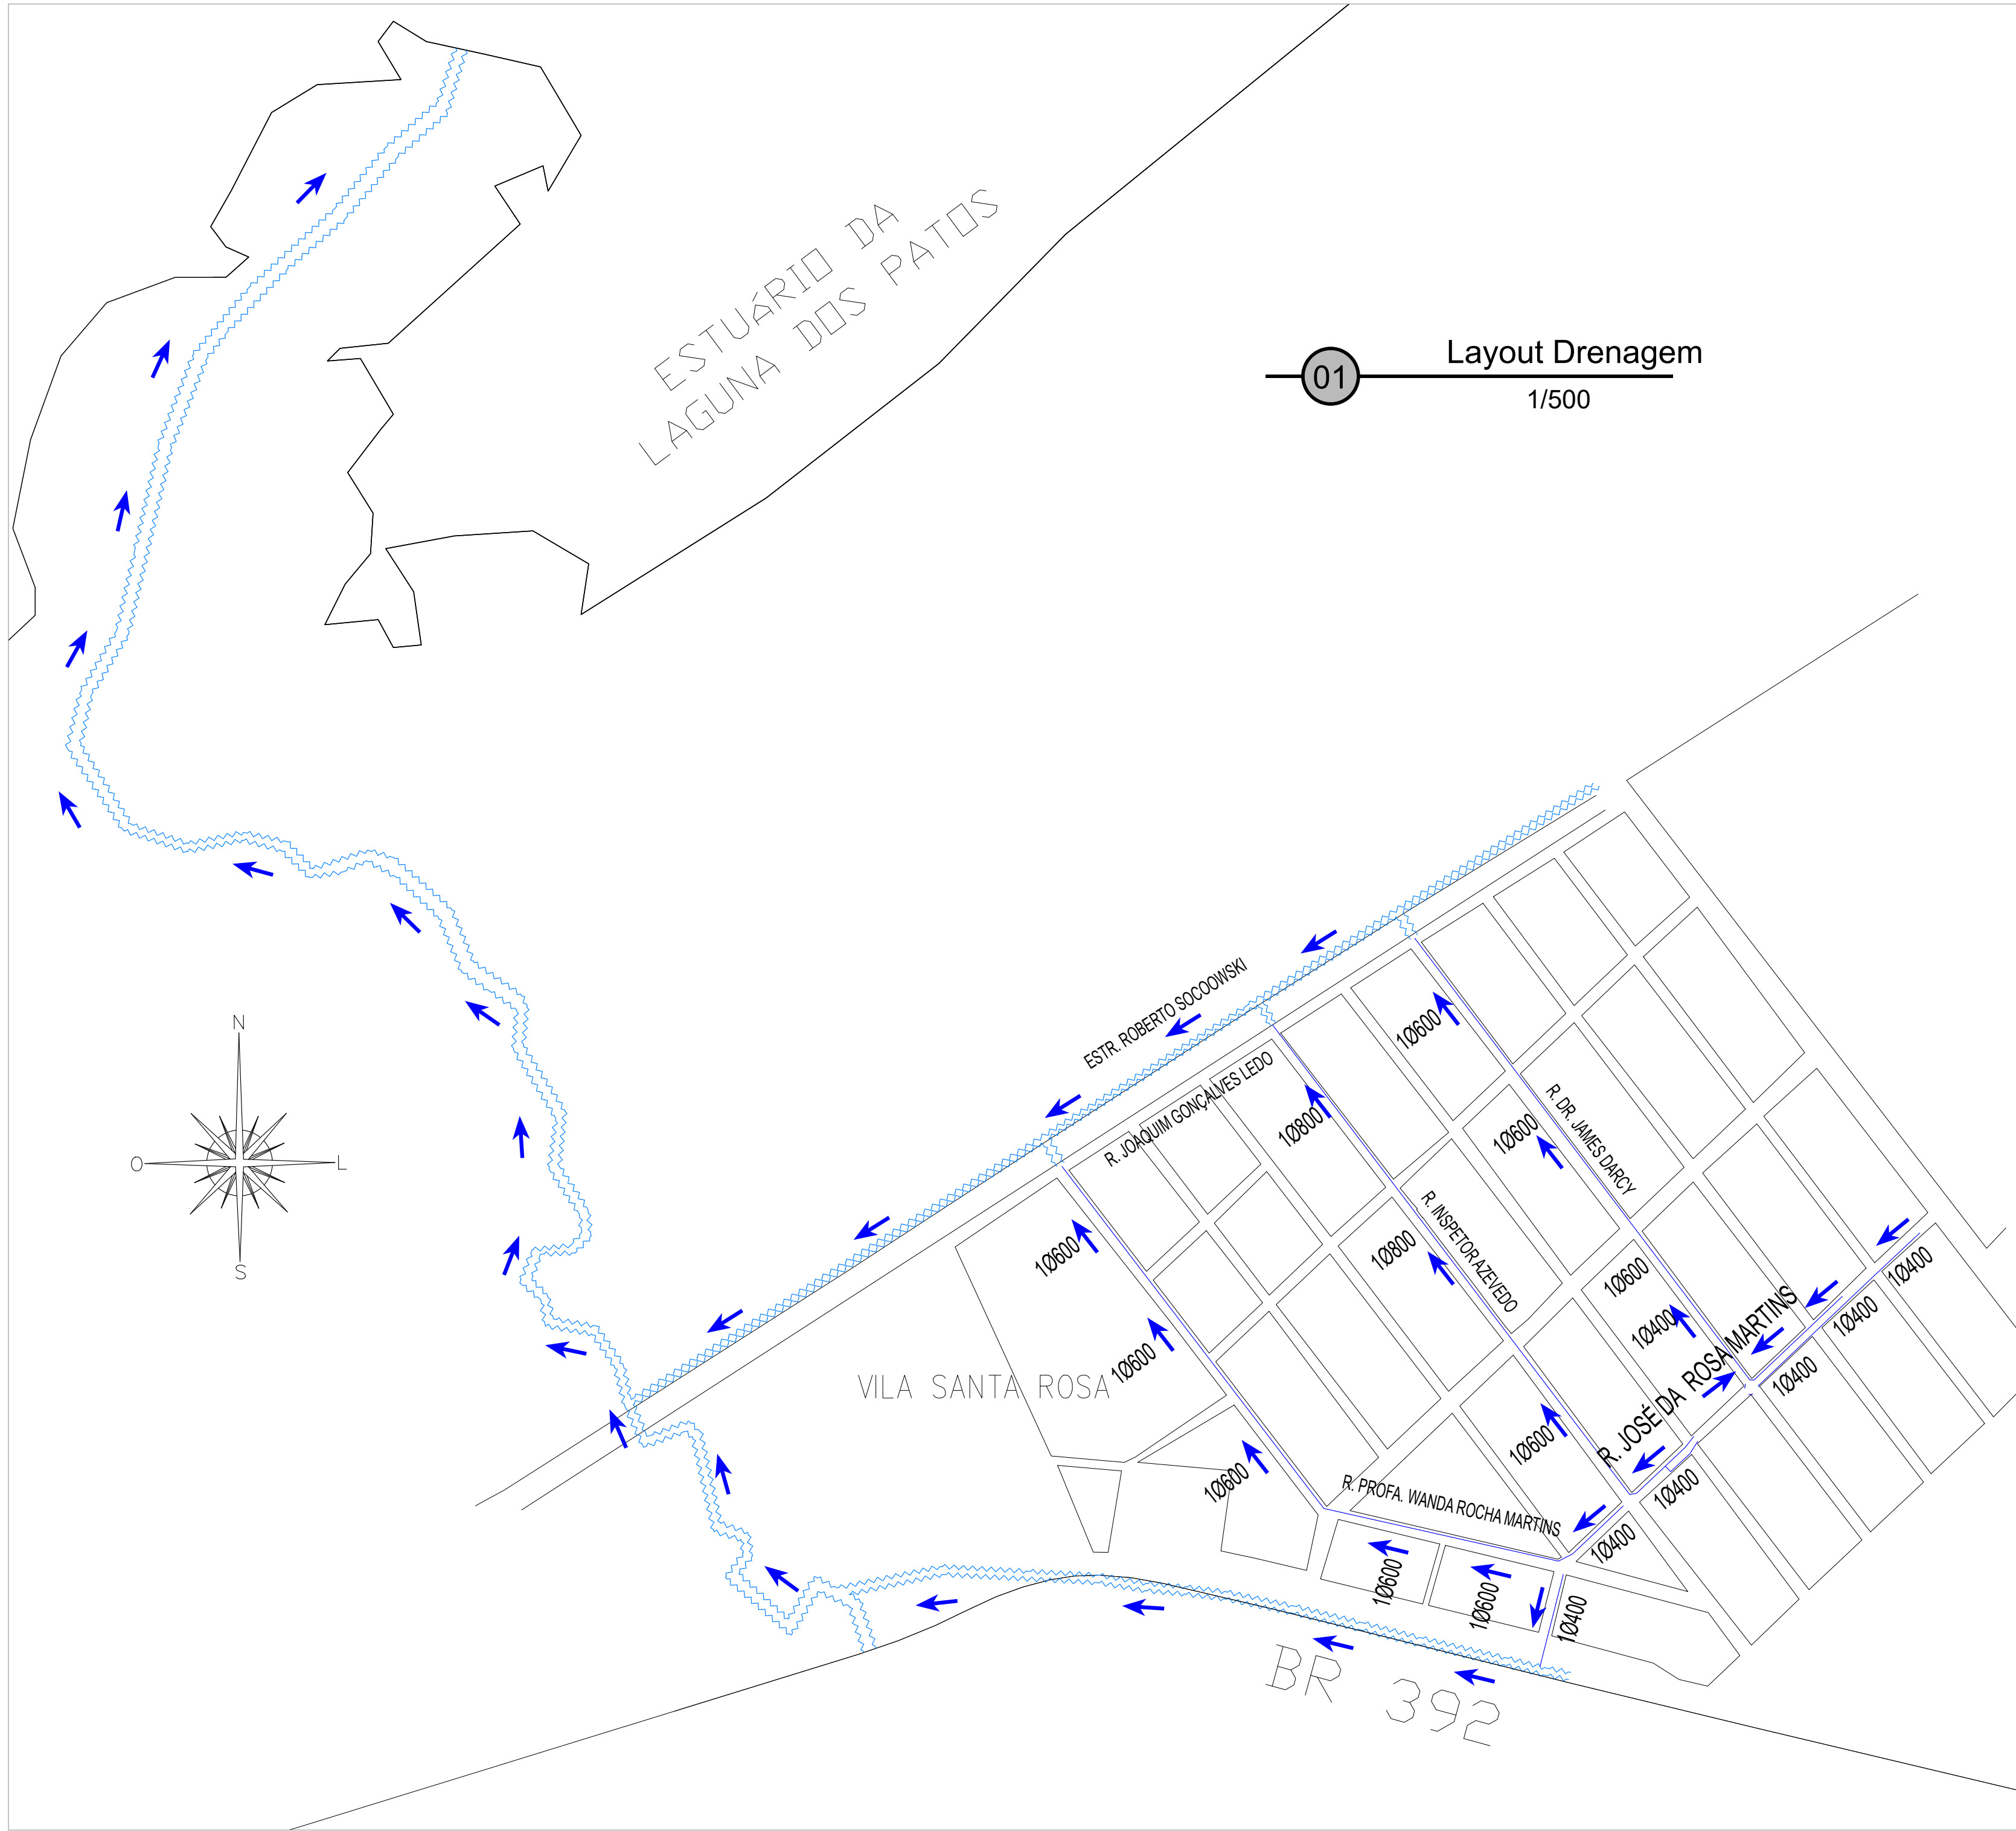 ESTUÁRIO DA
LAGUNA DOS PATOS
01
Layout Drenagem
1/500
N
O
L
S
ESTR. ROBERTO SOCOOWSKI
R. JOAQUIM GONÇALVES LEDO
1Ø600
1Ø800
1Ø600
R. DR. JAMES DARCY
1Ø600
1Ø800
R. INSPETOR AZEVEDO
1Ø600
1Ø400
1Ø400
1Ø400
1Ø400
R. JOSÉ DA ROSA MARTINS
1Ø600
VILA SANTA ROSA
1Ø600
1Ø600
1Ø400
R. PROFA. WANDA ROCHA MARTINS
1Ø400
1Ø600
1Ø600
1Ø400
BR 392